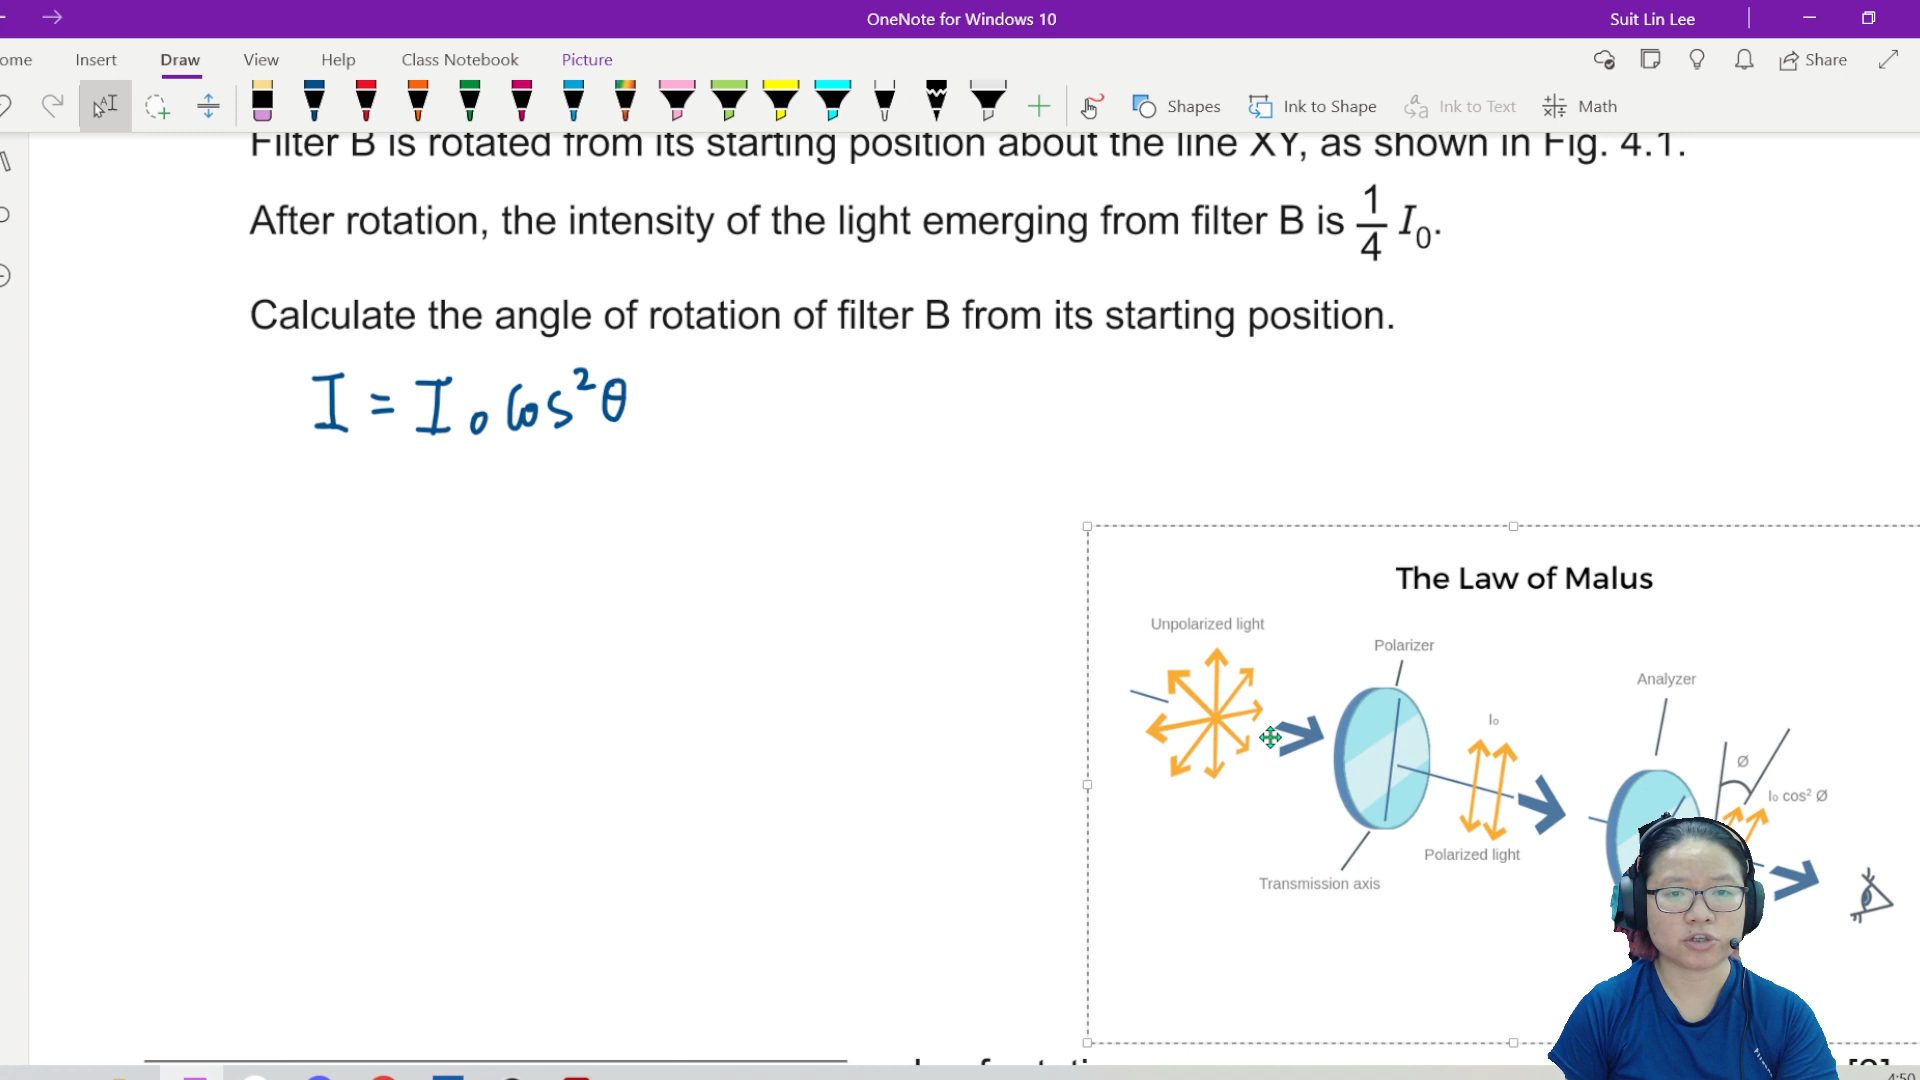 OneNote for Windows 10
Suit Lin Lee
ome Insert Draw View Help Class Notebook Picture Share
Shapes Ink to Shape Ink to Text Math
Filter B is rotated from its starting position about the line XY, as shown in Fig. 4.1.
After rotation, the intensity of the light emerging from filter B is 1/4 I₀.
Calculate the angle of rotation of filter B from its starting position.
I = I₀ cos²θ
The Law of Malus
Unpolarized light
Polarizer
Analyzer
I₀
Ø
I₀ cos² Ø
Polarized light
Transmission axis
4:50